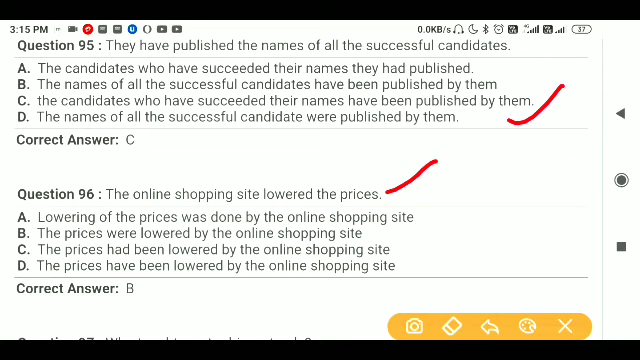 3:15 PM
0.0KB/s
37
Question 95 : They have published the names of all the successful candidates.
A. The candidates who have succeeded their names they had published.
B. The names of all the successful candidates have been published by them
C. the candidates who have succeeded their names have been published by them.
D. The names of all the successful candidate were published by them.
Correct Answer: C
Question 96 : The online shopping site lowered the prices.
A. Lowering of the prices was done by the online shopping site
B. The prices were lowered by the online shopping site
C. The prices had been lowered by the online shopping site
D. The prices have been lowered by the online shopping site
Correct Answer: B